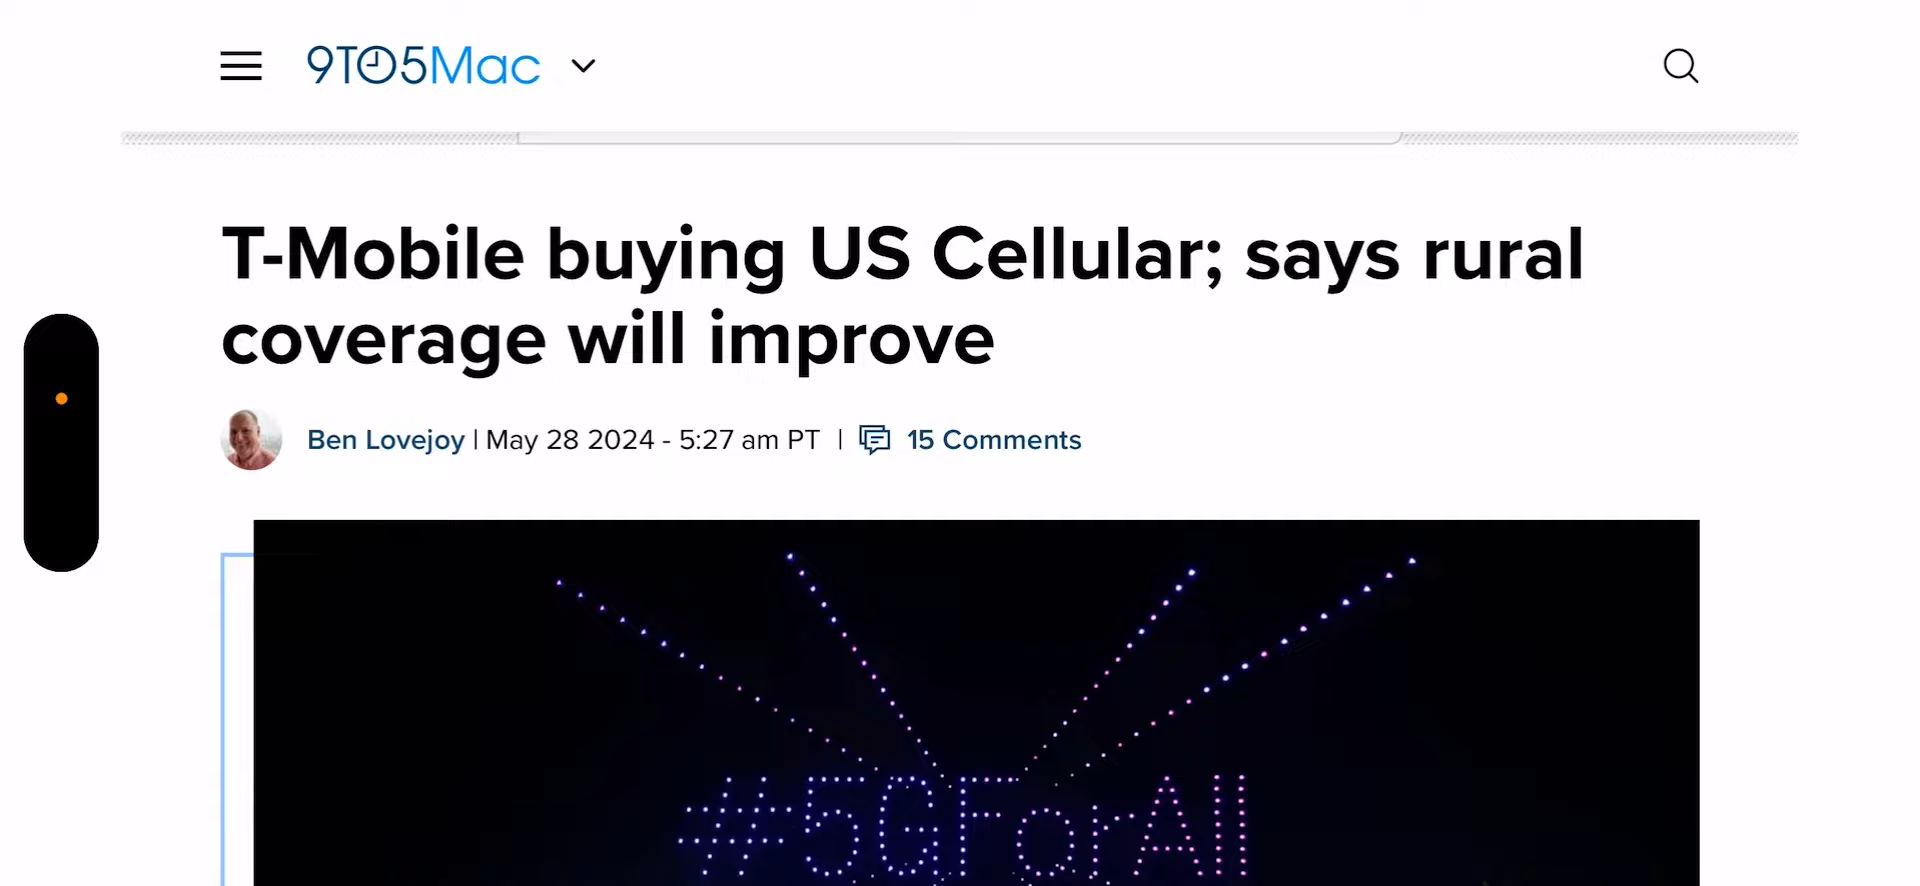 9TO5Mac
T-Mobile buying US Cellular; says rural
coverage will improve
Ben Lovejoy | May 28 2024 - 5:27 am PT | 15 Comments
#5GForAll